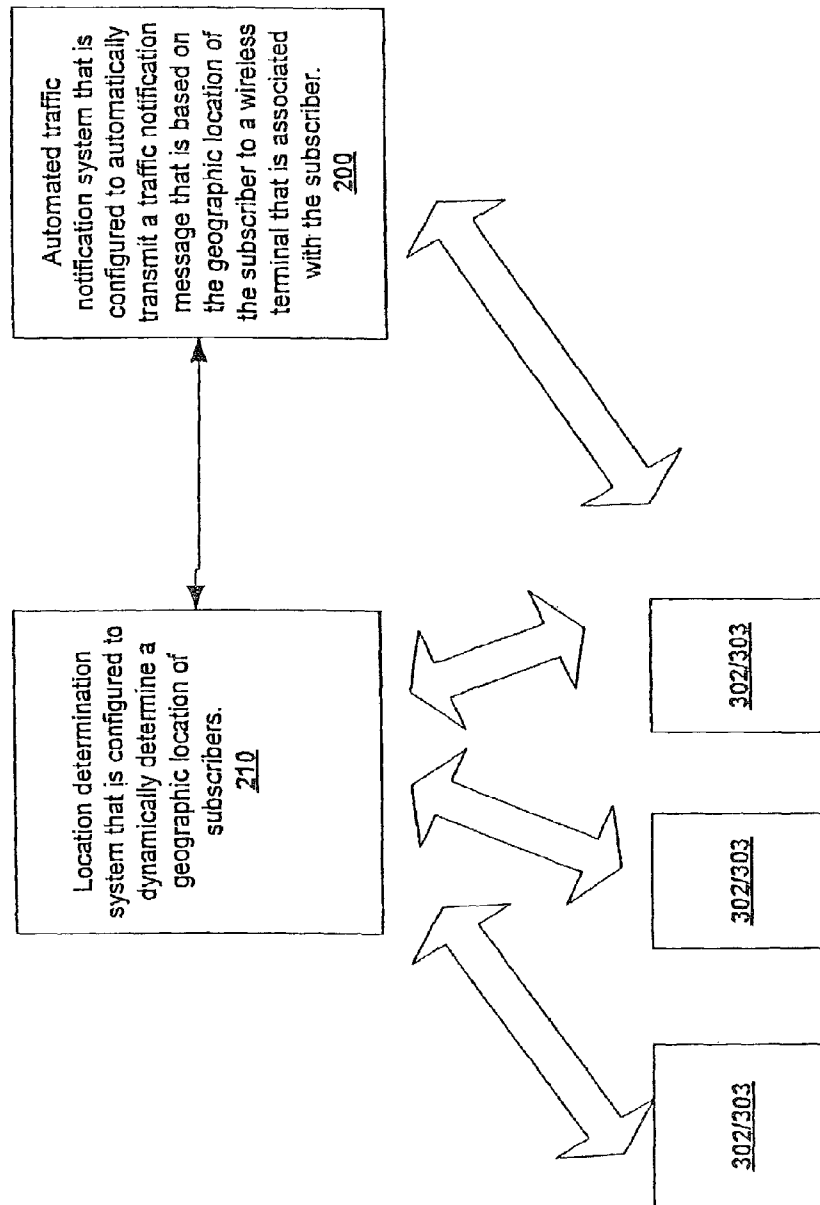 Location determination
system that is configured to
dynamically determine a
geographic location of
subscribers.
210
Automated traffic
notification system that is
configured to automatically
transmit a traffic notification
message that is based on
the geographic location of
the subscriber to a wireless
terminal that is associated
with the subscriber.
200
302/303
302/303
302/303